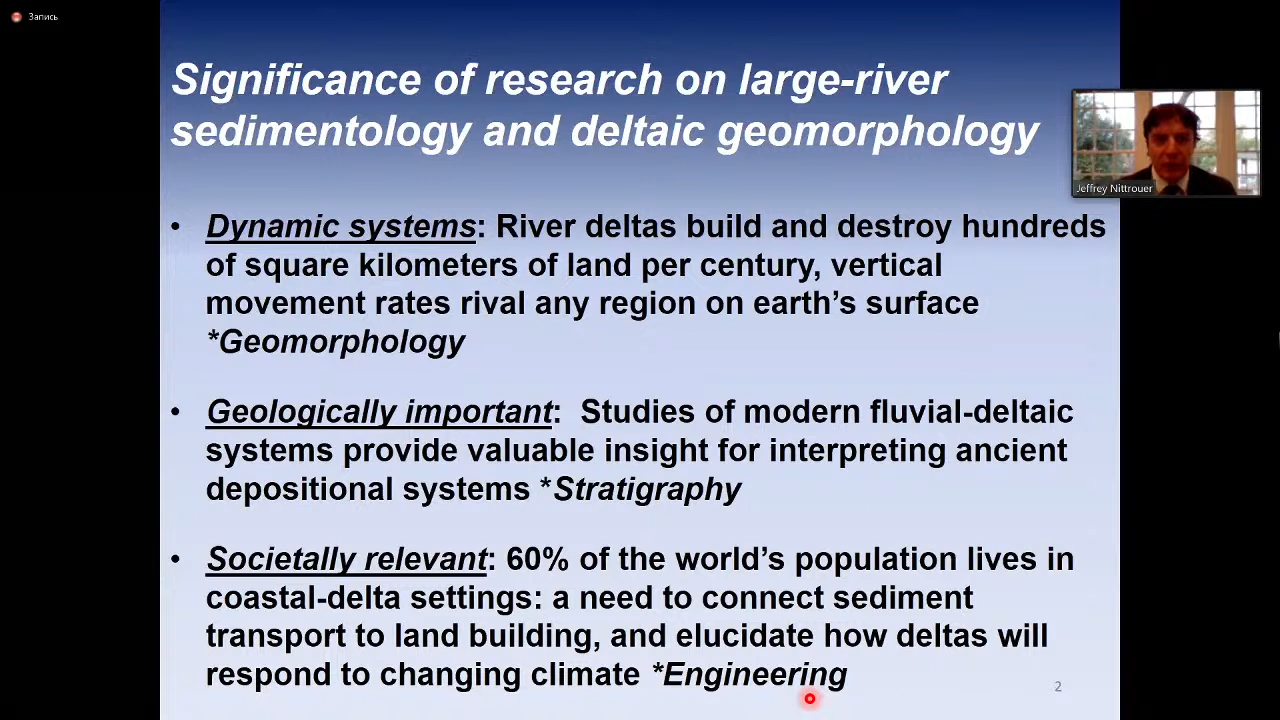 Запись
Significance of research on large-river
sedimentology and deltaic geomorphology
Jeffrey Nittrouer
• Dynamic systems: River deltas build and destroy hundreds
of square kilometers of land per century, vertical
movement rates rival any region on earth's surface
*Geomorphology
• Geologically important:  Studies of modern fluvial-deltaic
systems provide valuable insight for interpreting ancient
depositional systems *Stratigraphy
• Societally relevant: 60% of the world's population lives in
coastal-delta settings: a need to connect sediment
transport to land building, and elucidate how deltas will
respond to changing climate *Engineering
2